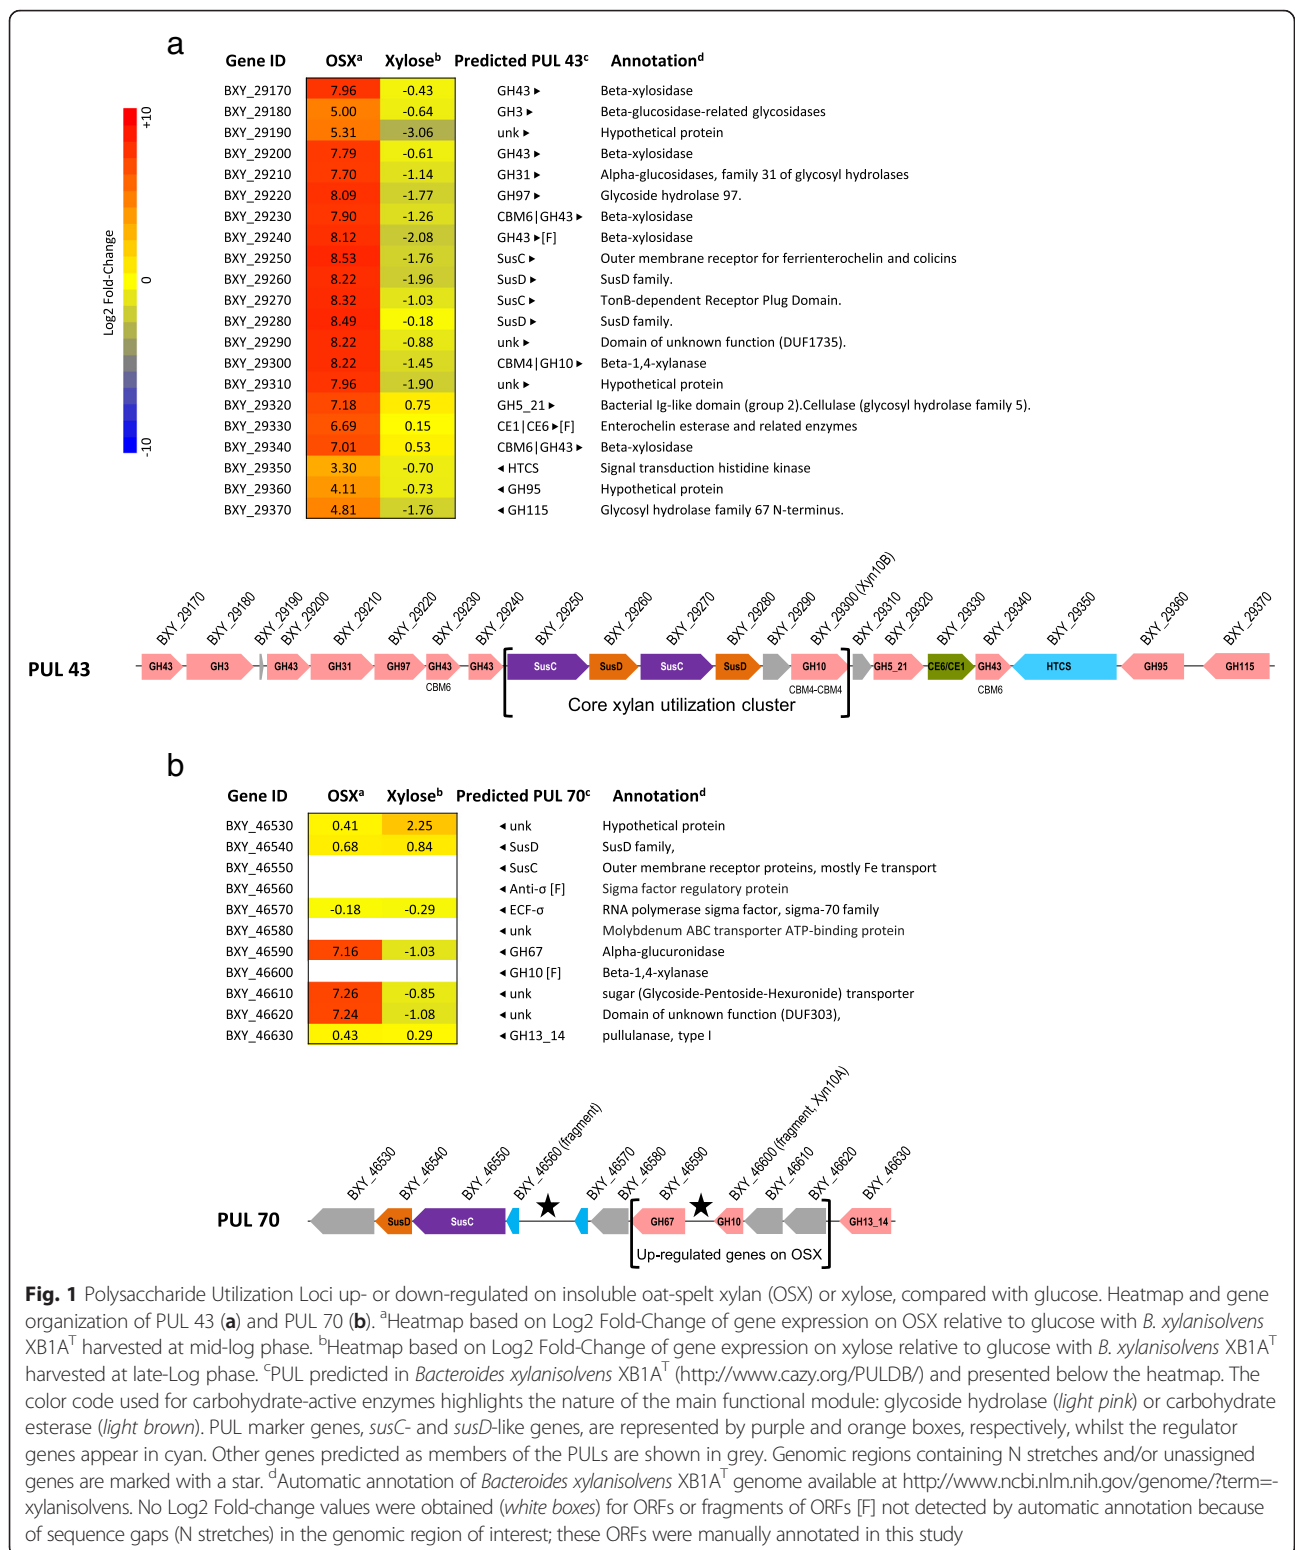 a
Gene ID OSXa Xyloseb Predicted PUL 43c Annotationd
BXY_29170 7.96 -0.43 GH43 ► Beta-xylosidase
BXY_29180 5.00 -0.64 GH3 ► Beta-glucosidase-related glycosidases
BXY_29190 5.31 -3.06 unk ► Hypothetical protein
BXY_29200 7.79 -0.61 GH43 ► Beta-xylosidase
BXY_29210 7.70 -1.14 GH31 ► Alpha-glucosidases, family 31 of glycosyl hydrolases
BXY_29220 8.09 -1.77 GH97 ► Glycoside hydrolase 97.
BXY_29230 7.90 -1.26 CBM6|GH43 ► Beta-xylosidase
BXY_29240 8.12 -2.08 GH43 ►[F] Beta-xylosidase
BXY_29250 8.53 -1.76 SusC ► Outer membrane receptor for ferrienterochelin and colicins
BXY_29260 8.22 -1.96 SusD ► SusD family.
BXY_29270 8.32 -1.03 SusC ► TonB-dependent Receptor Plug Domain.
BXY_29280 8.49 -0.18 SusD ► SusD family.
BXY_29290 8.22 -0.88 unk ► Domain of unknown function (DUF1735).
BXY_29300 8.22 -1.45 CBM4|GH10 ► Beta-1,4-xylanase
BXY_29310 7.96 -1.90 unk ► Hypothetical protein
BXY_29320 7.18 0.75 GH5_21 ► Bacterial Ig-like domain (group 2).Cellulase (glycosyl hydrolase family 5).
BXY_29330 6.69 0.15 CE1|CE6 ►[F] Enterochelin esterase and related enzymes
BXY_29340 7.01 0.53 CBM6|GH43 ► Beta-xylosidase
BXY_29350 3.30 -0.70 ◄ HTCS Signal transduction histidine kinase
BXY_29360 4.11 -0.73 ◄ GH95 Hypothetical protein
BXY_29370 4.81 -1.76 ◄ GH115 Glycosyl hydrolase family 67 N-terminus.
+10
0
-10
Log2 Fold-Change
BXY_29170 BXY_29180 BXY_29190 BXY_29200 BXY_29210 BXY_29220 BXY_29230 BXY_29240 BXY_29250 BXY_29260 BXY_29270 BXY_29280 BXY_29290 BXY_29300 (Xyn10B) BXY_29310 BXY_29320 BXY_29330 BXY_29340 BXY_29350 BXY_29360 BXY_29370
PUL 43 GH43 GH3 GH43 GH31 GH97 GH43 GH43 SusC SusD SusC SusD GH10 GH5_21 CE6/CE1 GH43 HTCS GH95 GH115
CBM6 CBM4-CBM4 CBM6
Core xylan utilization cluster
b
Gene ID OSXa Xyloseb Predicted PUL 70c Annotationd
BXY_46530 0.41 2.25 ◄ unk Hypothetical protein
BXY_46540 0.68 0.84 ◄ SusD SusD family,
BXY_46550 ◄ SusC Outer membrane receptor proteins, mostly Fe transport
BXY_46560 ◄ Anti-σ [F] Sigma factor regulatory protein
BXY_46570 -0.18 -0.29 ◄ ECF-σ RNA polymerase sigma factor, sigma-70 family
BXY_46580 ◄ unk Molybdenum ABC transporter ATP-binding protein
BXY_46590 7.16 -1.03 ◄ GH67 Alpha-glucuronidase
BXY_46600 ◄ GH10 [F] Beta-1,4-xylanase
BXY_46610 7.26 -0.85 ◄ unk sugar (Glycoside-Pentoside-Hexuronide) transporter
BXY_46620 7.24 -1.08 ◄ unk Domain of unknown function (DUF303),
BXY_46630 0.43 0.29 ◄ GH13_14 pullulanase, type I
BXY_46530 BXY_46540 BXY_46550 BXY_46560 (fragment) BXY_46570 BXY_46580 BXY_46590 BXY_46600 (fragment, Xyn10A) BXY_46610 BXY_46620 BXY_46630
PUL 70 SusD SusC GH67 GH10 GH13_14
Up-regulated genes on OSX
Fig. 1 Polysaccharide Utilization Loci up- or down-regulated on insoluble oat-spelt xylan (OSX) or xylose, compared with glucose. Heatmap and gene
organization of PUL 43 (a) and PUL 70 (b). aHeatmap based on Log2 Fold-Change of gene expression on OSX relative to glucose with B. xylanisolvens
XB1AT harvested at mid-log phase. bHeatmap based on Log2 Fold-Change of gene expression on xylose relative to glucose with B. xylanisolvens XB1AT
harvested at late-Log phase. cPUL predicted in Bacteroides xylanisolvens XB1AT (http://www.cazy.org/PULDB/) and presented below the heatmap. The
color code used for carbohydrate-active enzymes highlights the nature of the main functional module: glycoside hydrolase (light pink) or carbohydrate
esterase (light brown). PUL marker genes, susC- and susD-like genes, are represented by purple and orange boxes, respectively, whilst the regulator
genes appear in cyan. Other genes predicted as members of the PULs are shown in grey. Genomic regions containing N stretches and/or unassigned
genes are marked with a star. dAutomatic annotation of Bacteroides xylanisolvens XB1AT genome available at http://www.ncbi.nlm.nih.gov/genome/?term=-
xylanisolvens. No Log2 Fold-change values were obtained (white boxes) for ORFs or fragments of ORFs [F] not detected by automatic annotation because
of sequence gaps (N stretches) in the genomic region of interest; these ORFs were manually annotated in this study